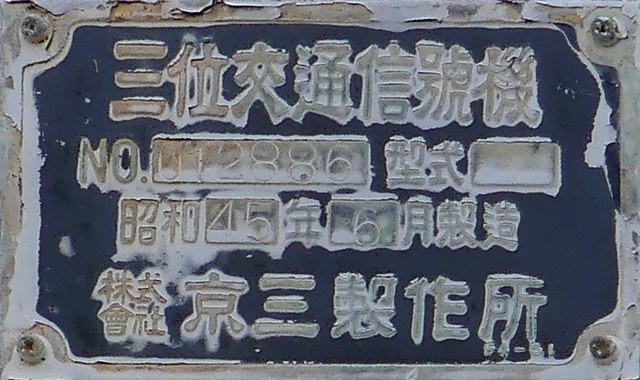 三位交通信號機
NO. U12886 型式
昭和45年6月製造
株式會社 京三製作所